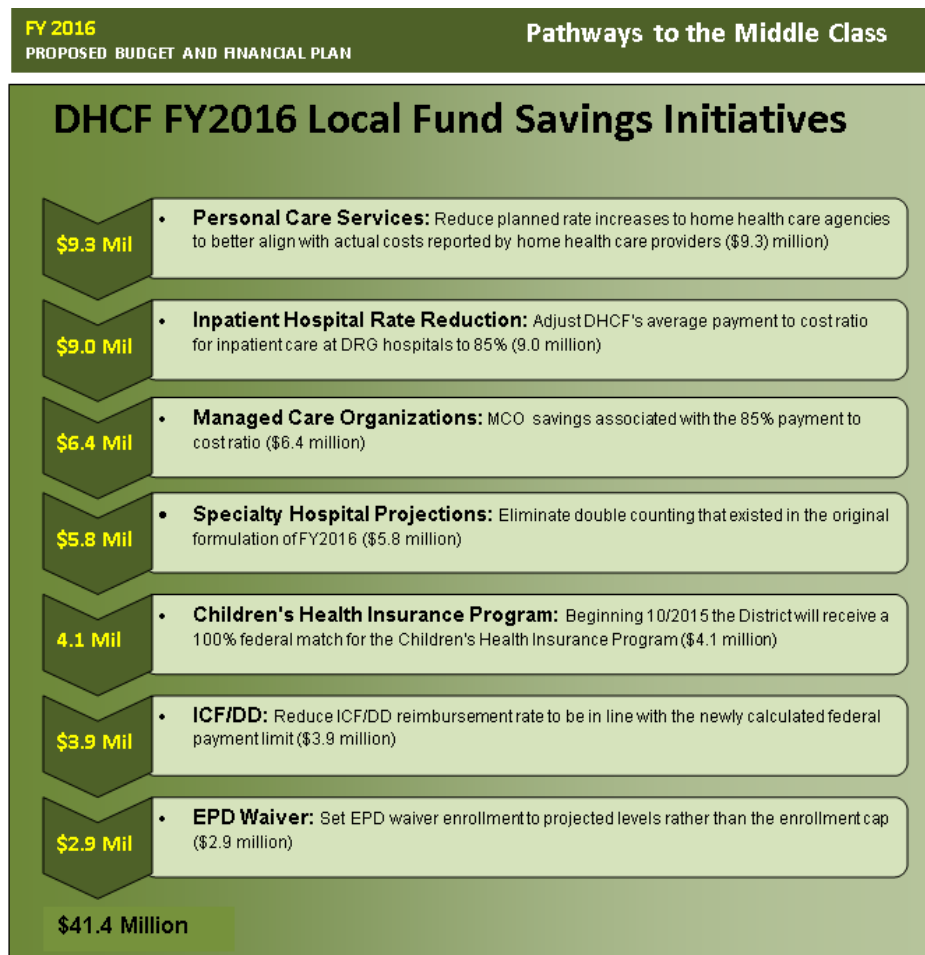 FY 2016
PROPOSED BUDGET AND FINANCIAL PLAN
Pathways to the Middle Class
DHCF FY2016 Local Fund Savings Initiatives
$9.3 Mil
• Personal Care Services: Reduce planned rate increases to home health care agencies
to better align with actual costs reported by home health care providers ($9.3) million)
$9.0 Mil
• Inpatient Hospital Rate Reduction: Adjust DHCF's average payment to cost ratio
for inpatient care at DRG hospitals to 85% (9.0 million)
$6.4 Mil
• Managed Care Organizations: MCO savings associated with the 85% payment to
cost ratio ($6.4 million)
$5.8 Mil
• Specialty Hospital Projections: Eliminate double counting that existed in the original
formulation of FY2016 ($5.8 million)
4.1 Mil
• Children's Health Insurance Program: Beginning 10/2015 the District will receive a
100% federal match for the Children's Health Insurance Program ($4.1 million)
$3.9 Mil
• ICF/DD: Reduce ICF/DD reimbursement rate to be in line with the newly calculated federal
payment limit ($3.9 million)
$2.9 Mil
• EPD Waiver: Set EPD waiver enrollment to projected levels rather than the enrollment cap
($2.9 million)
$41.4 Million